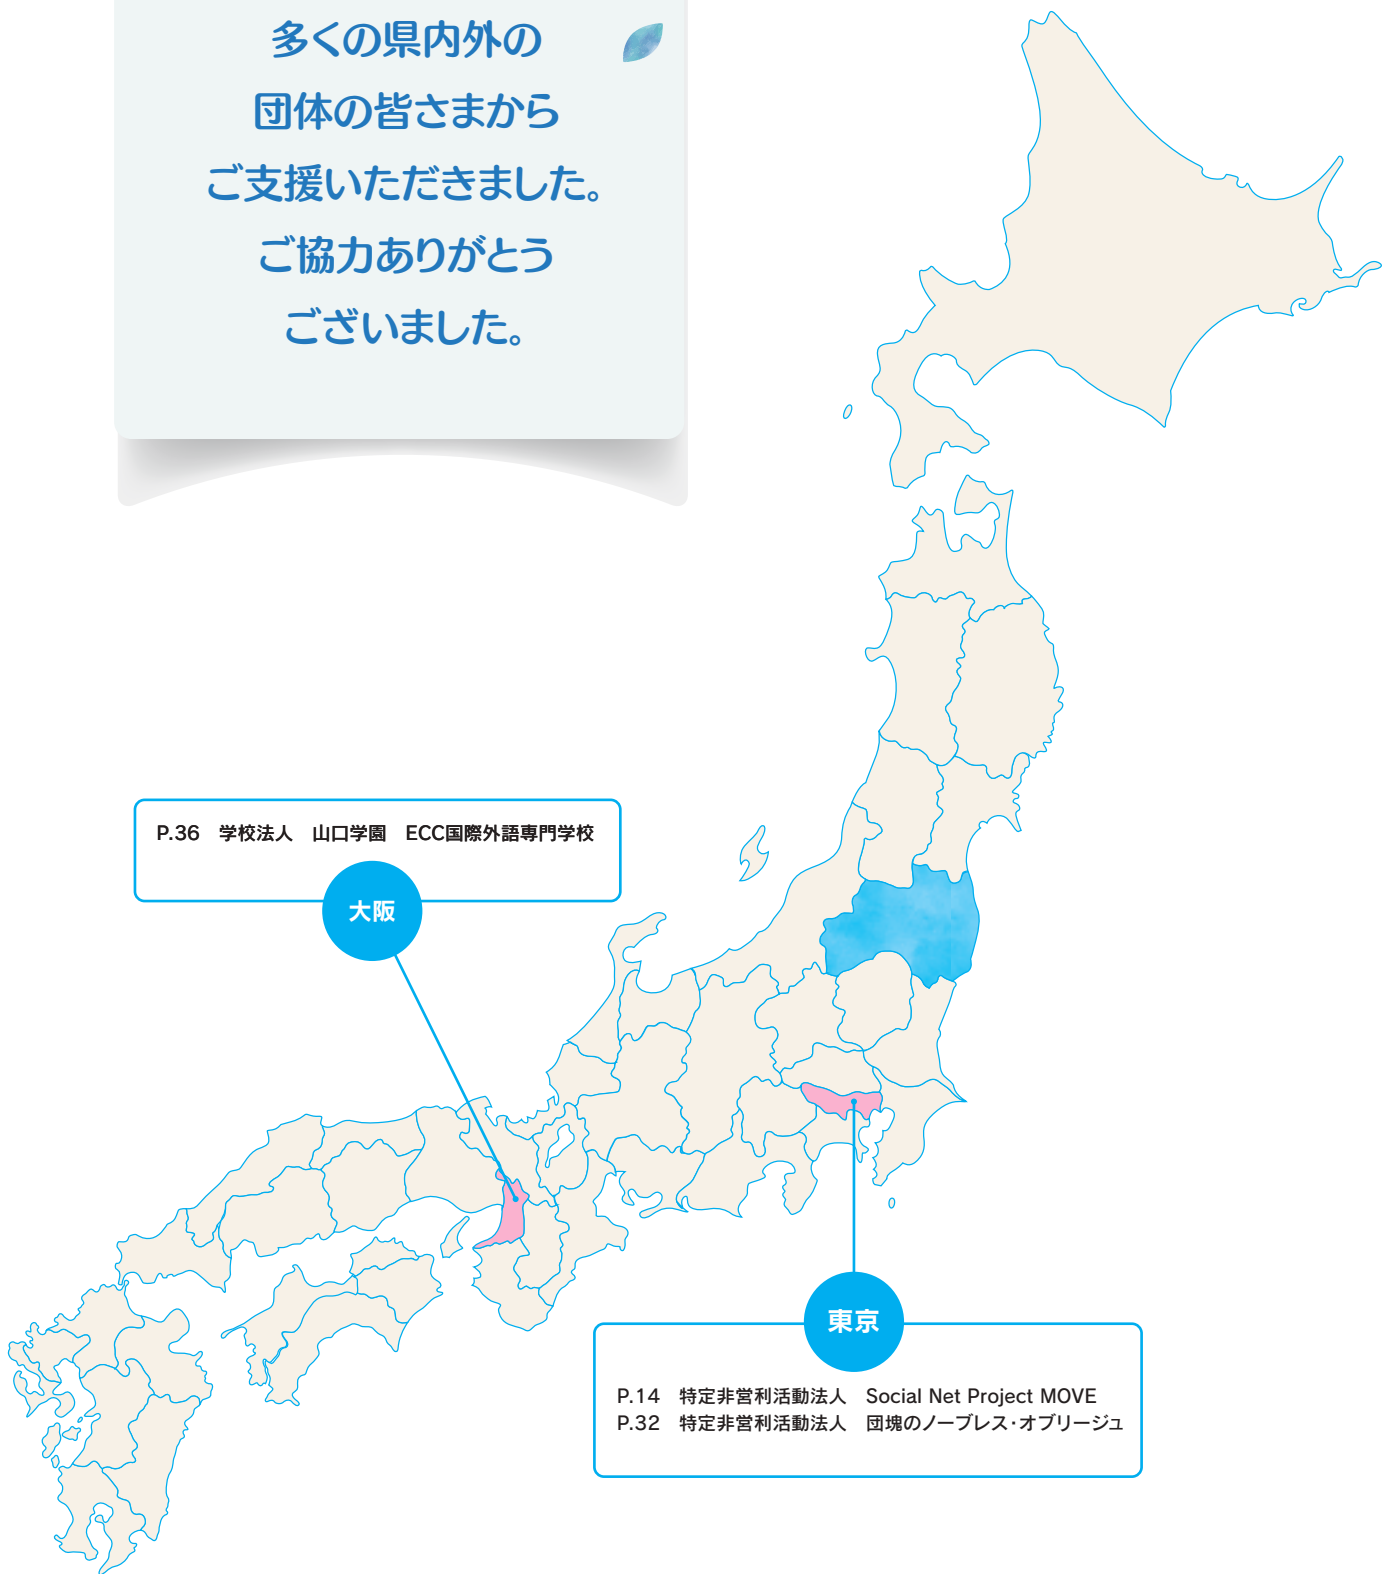 多くの県内外の
団体の皆さまから
ご支援いただきました。
ご協力ありがとう
ございました。
P.36　学校法人　山口学園　ECC国際外語専門学校
大阪
東京
P.14　特定非営利活動法人　Social Net Project MOVE
P.32　特定非営利活動法人　団塊のノーブレス・オブリージュ